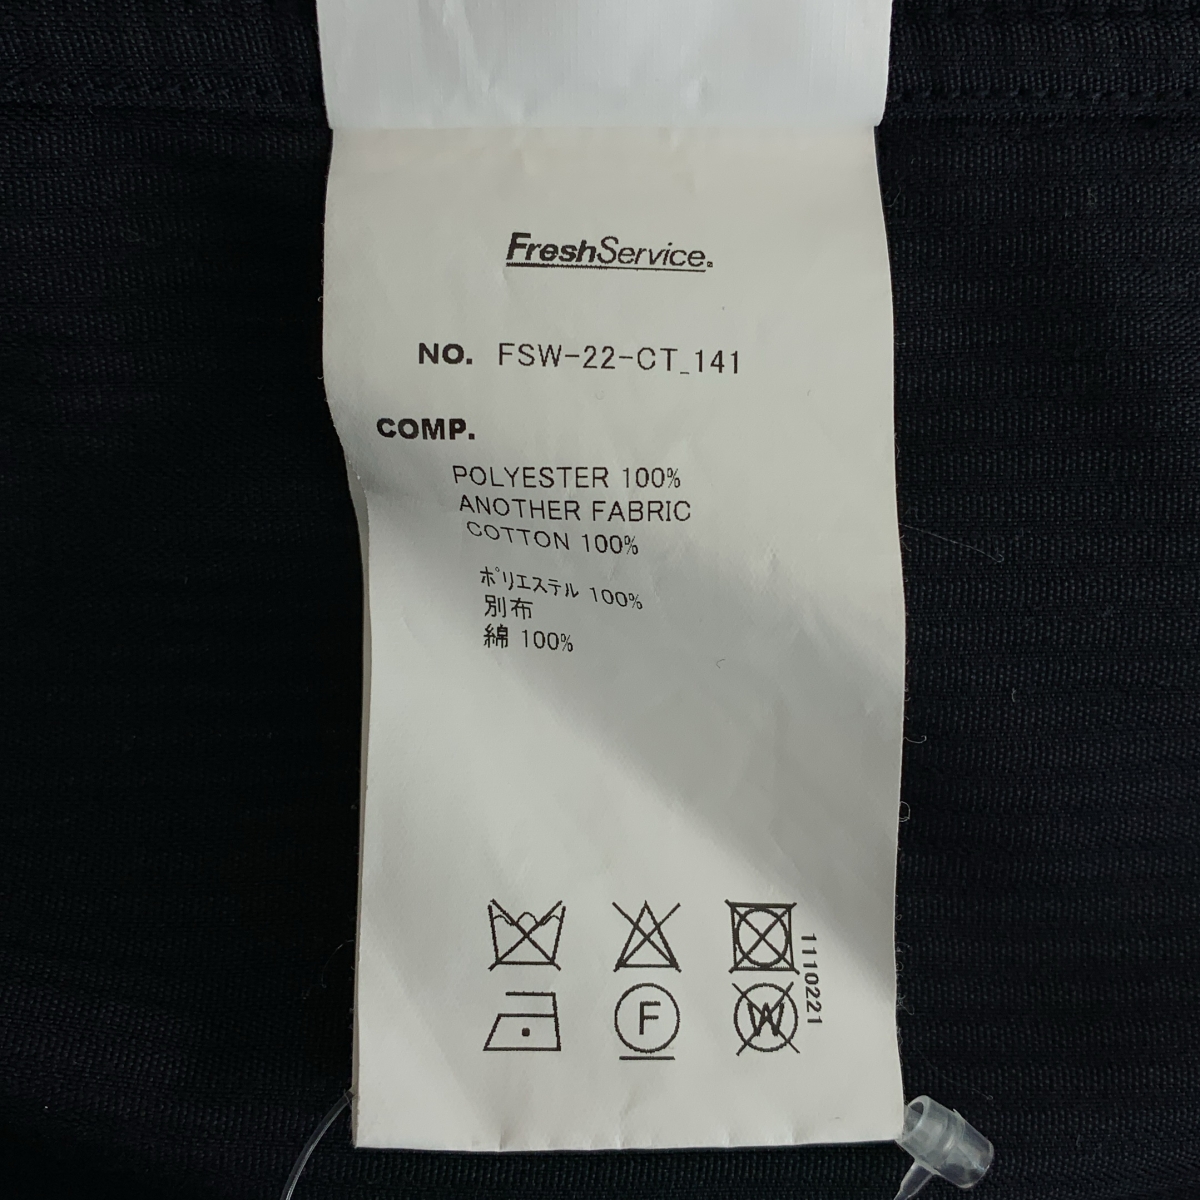 FreshService.
NO. FSW-22-CT_141
COMP.
POLYESTER 100%
ANOTHER FABRIC
COTTON 100%
ポリエステル 100%
別布
綿 100%
F
W
1110221